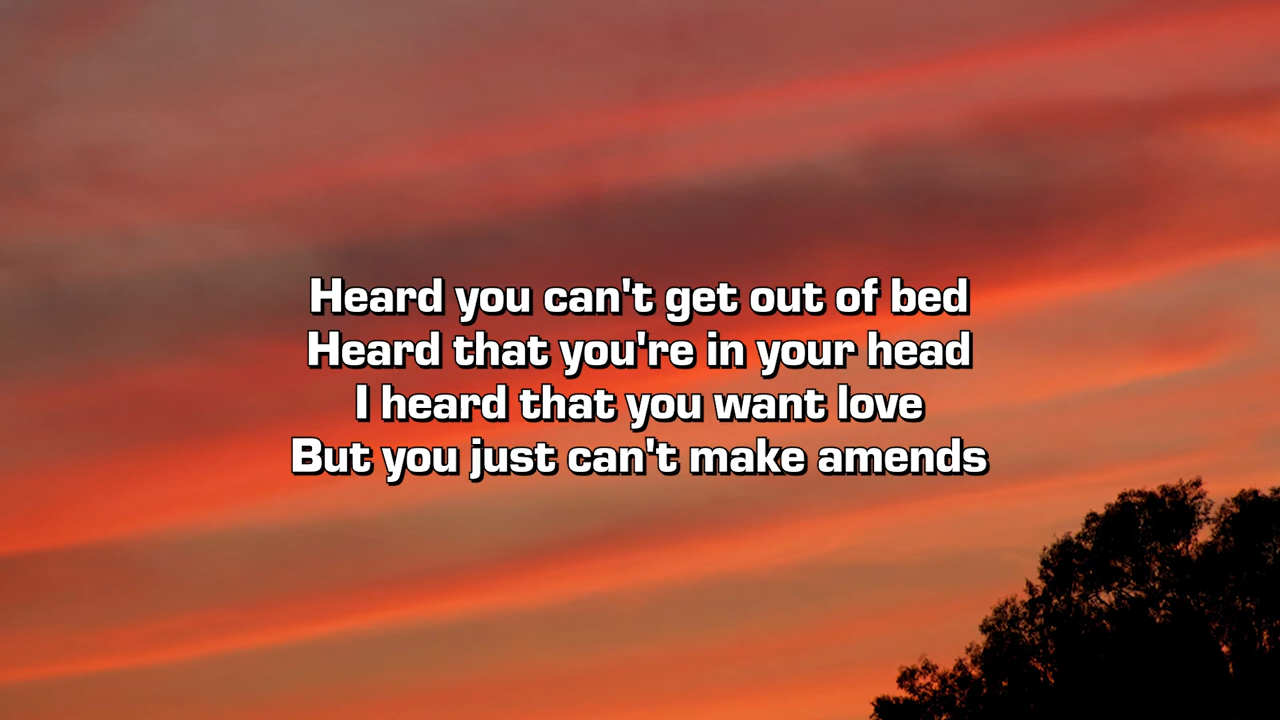 Heard you can't get out of bed
Heard that you're in your head
I heard that you want love
But you just can't make amends